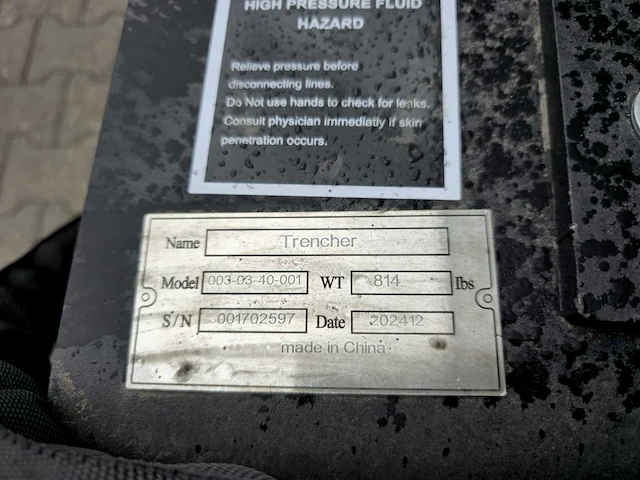 HIGH PRESSURE FLUID
HAZARD
Relieve pressure before
disconnecting lines.
Do Not use hands to check for leaks.
Consult physician immediatly if skin
penetration occurs.
Name Trencher
Model 003-03-40-001 WT 814 lbs
S/N 001702597 Date 202412
made in China